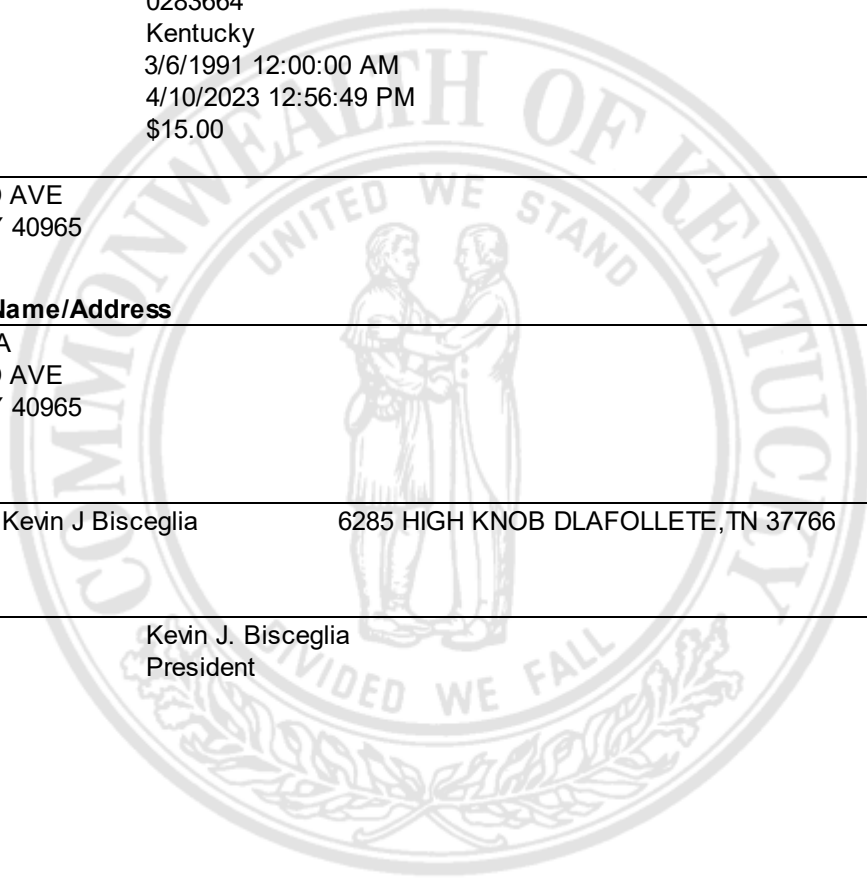 0283664
Kentucky
3/6/1991 12:00:00 AM
4/10/2023 12:56:49 PM
$15.00
AVE
40965
Name/Address
A
AVE
40965
Kevin J Bisceglia 6285 HIGH KNOB DLAFOLLETE,TN 37766
Kevin J. Bisceglia
President
COMMONWEALTH OF KENTUCKY
UNITED WE STAND
DIVIDED WE FALL